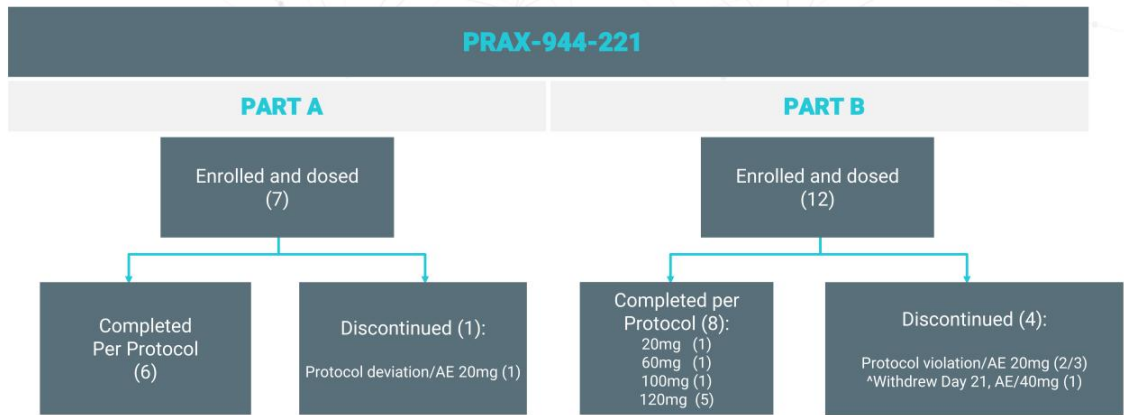 PRAX-944-221
PART A
PART B
Enrolled and dosed
(7)
Enrolled and dosed
(12)
Completed
Per Protocol
(6)
Discontinued (1):
Protocol deviation/AE 20mg (1)
Completed per
Protocol (8):
20mg (1)
60mg (1)
100mg (1)
120mg (5)
Discontinued (4):
Protocol violation/AE 20mg (2/3)
^Withdrew Day 21, AE/40mg (1)